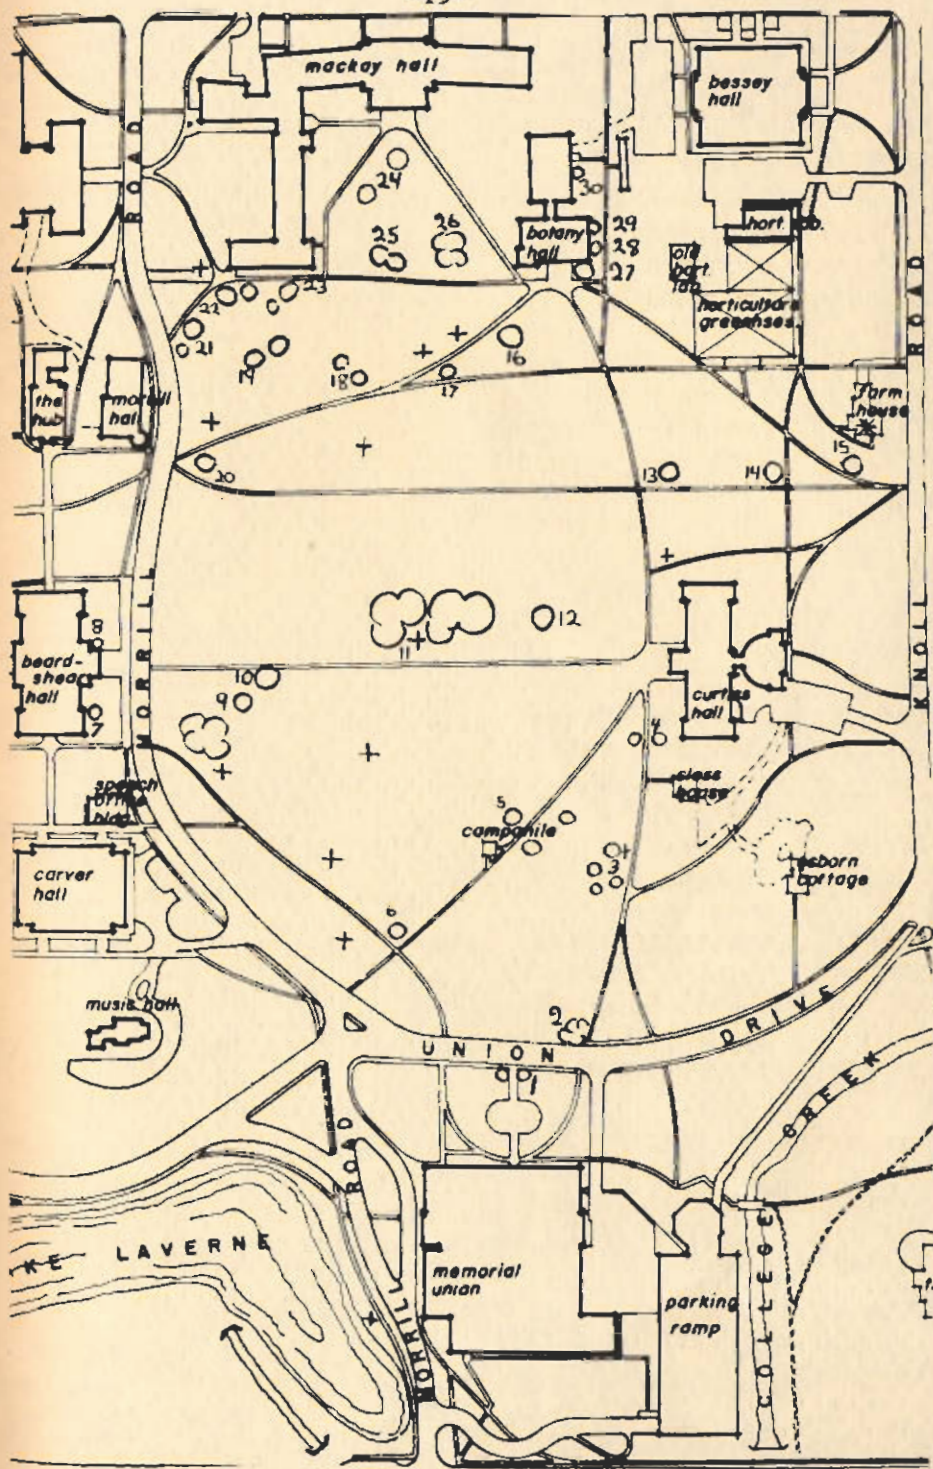 mackay hall
bessey
hall
ROAD
24
30
25
26
botany
hall
29
28
27
hort. lab.
old
hort.
lab
horticulture
greenhses
ROAD
22
23
21
19
18
17
16
the
hub
morrill
hall
farm
house
20
13
14
15
8
beard-
shear
hall
7
MORRILL
11
12
10
9
KNOLL
curtiss
hall
4
speech
office
bldg.
5
campanile
3
osborn
cottage
carver
hall
6
music hall
2
UNION
DRIVE
1
CREEK
ROAD
KE LAVERNE
memorial
union
parking
ramp
MORRILL
COLLEGE